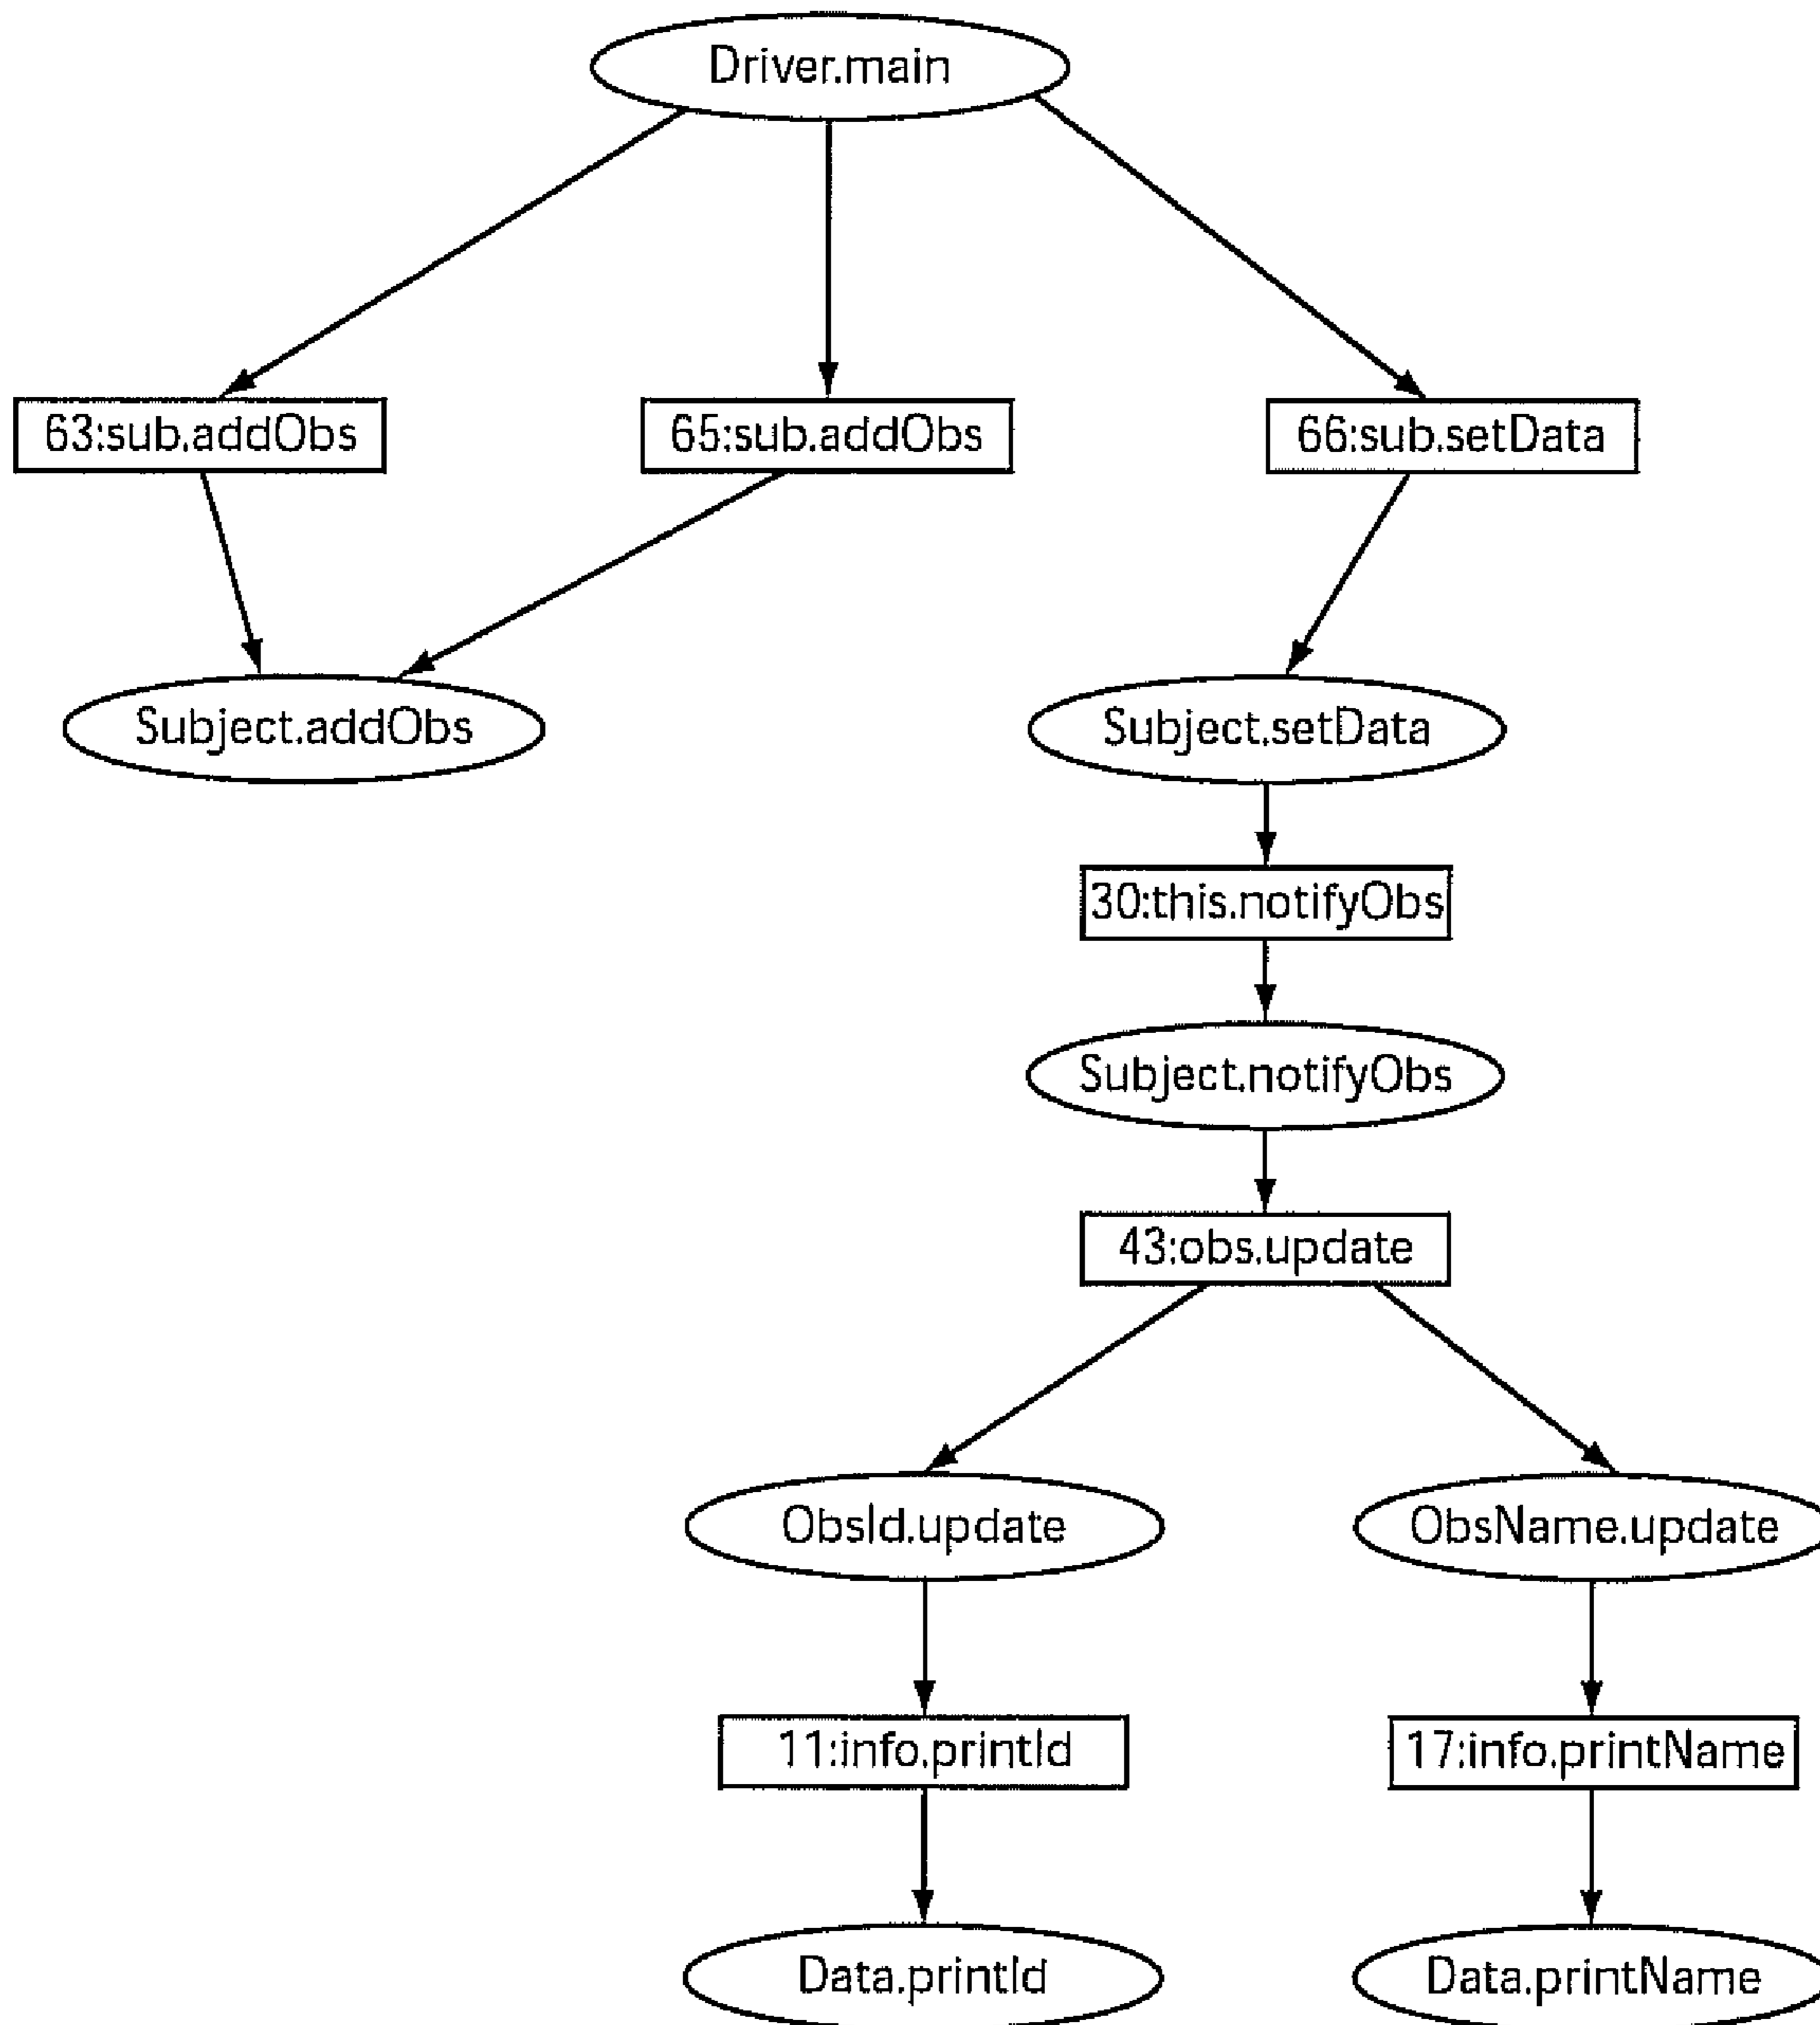 Driver.main
63:sub.addObs
65:sub.addObs
66:sub.setData
Subject.addObs
Subject.setData
30:this.notifyObs
Subject.notifyObs
43:obs.update
ObsId.update
ObsName.update
11:info.printId
17:info.printName
Data.printId
Data.printName